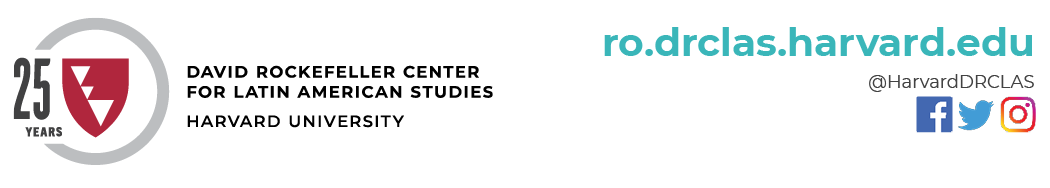 25
YEARS
DAVID ROCKEFELLER CENTER
FOR LATIN AMERICAN STUDIES
HARVARD UNIVERSITY
ro.drclas.harvard.edu
@HarvardDRCLAS